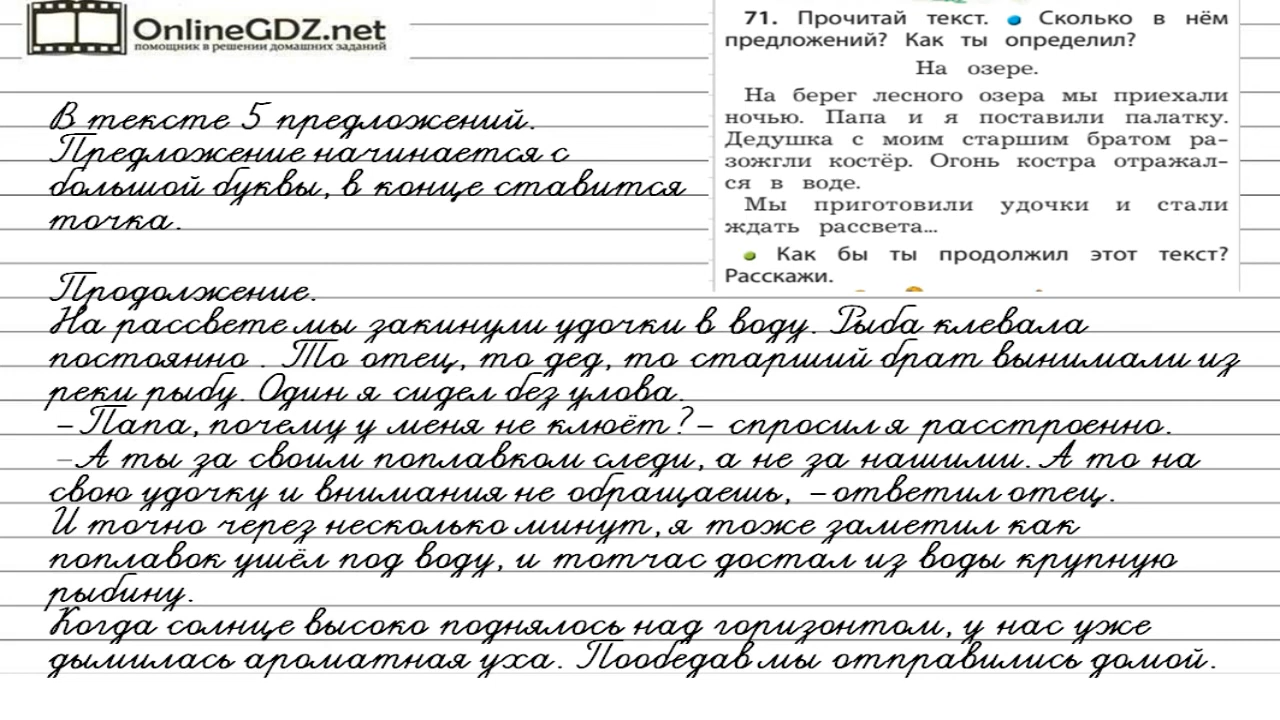 OnlineGDZ.net
помощник в решении домашних заданий
71. Прочитай текст. Сколько в нём
предложений? Как ты определил?
На озере.
На берег лесного озера мы приехали
ночью. Папа и я поставили палатку.
Дедушка с моим старшим братом ра-
зожгли костёр. Огонь костра отражал-
ся в воде.
Мы приготовили удочки и стали
ждать рассвета...
Как бы ты продолжил этот текст?
Расскажи.
В тексте 5 предложений.
Предложение начинается с
большой буквы, в конце ставится
точка.
Продолжение.
На рассвете мы закинули удочки в воду. Рыба клевала
постоянно . То отец, то дед, то старший брат вынимали из
реки рыбу. Один я сидел без улова.
– Папа, почему у меня не клюёт? – спросил я расстроенно.
– А ты за своим поплавком следи, а не за нашими. А то на
свою удочку и внимания не обращаешь, – ответил отец.
И точно через несколько минут, я тоже заметил как
поплавок ушёл под воду, и тотчас достал из воды крупную
рыбину.
Когда солнце высоко поднялось над горизонтом, у нас уже
дымилась ароматная уха. Пообедав мы отправились домой.